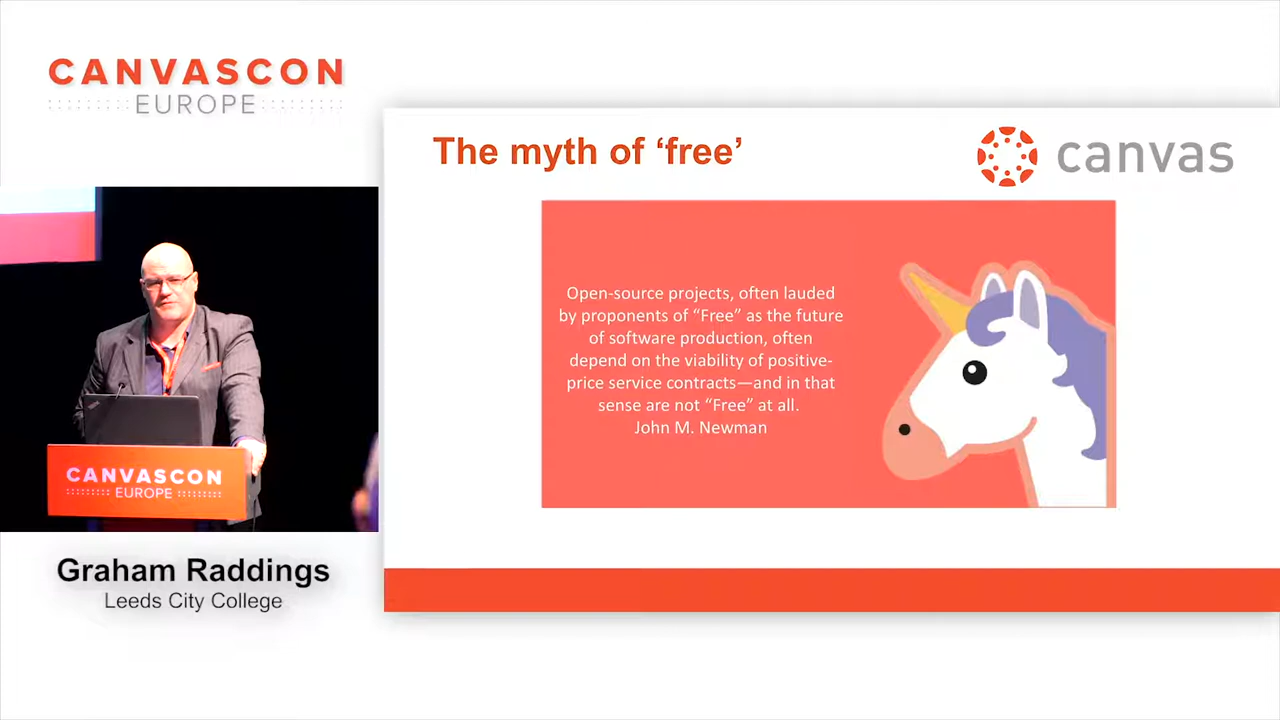 CANVASCON
EUROPE
The myth of ‘free’
canvas
Open-source projects, often lauded
by proponents of “Free” as the future
of software production, often
depend on the viability of positive-
price service contracts—and in that
sense are not “Free” at all.
John M. Newman
CANVASCON
EUROPE
Graham Raddings
Leeds City College